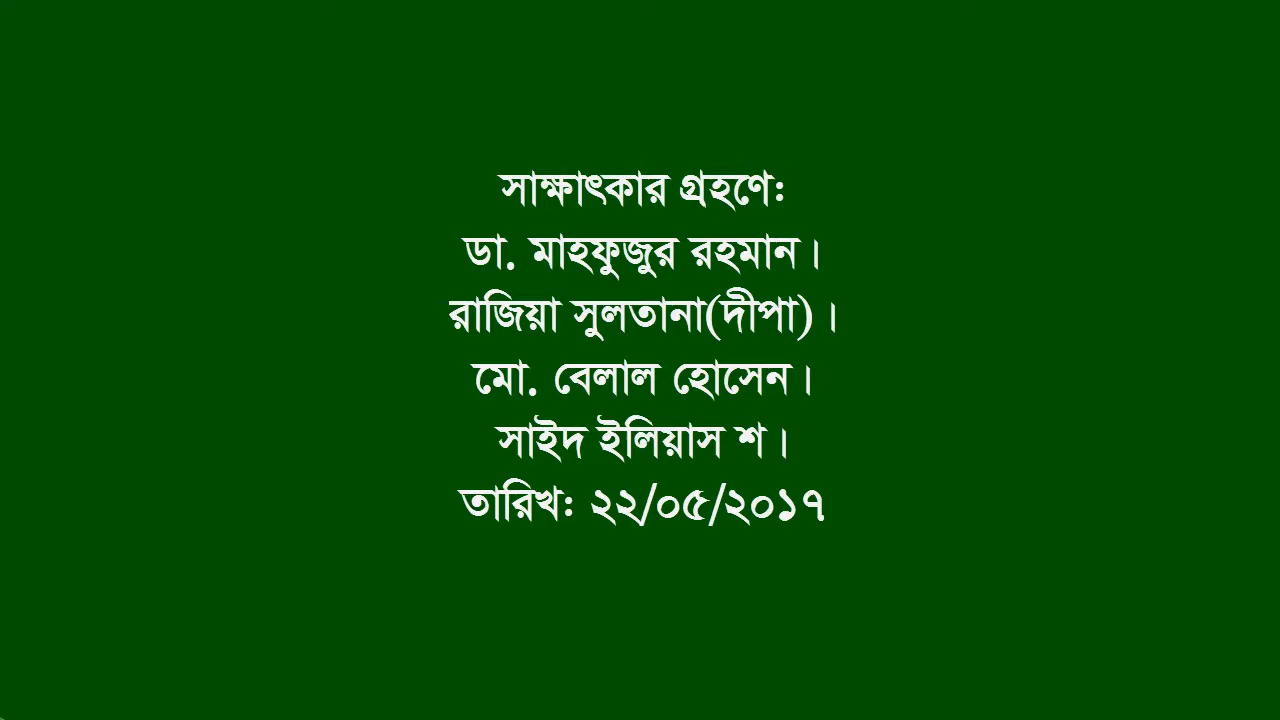 সাক্ষাৎকার গ্রহণে:
ডা. মাহফুজুর রহমান।
রাজিয়া সুলতানা(দীপা)।
মো. বেলাল হোসেন।
সাইদ ইলিয়াস শ।
তারিখ: ২২/০৫/২০১৭